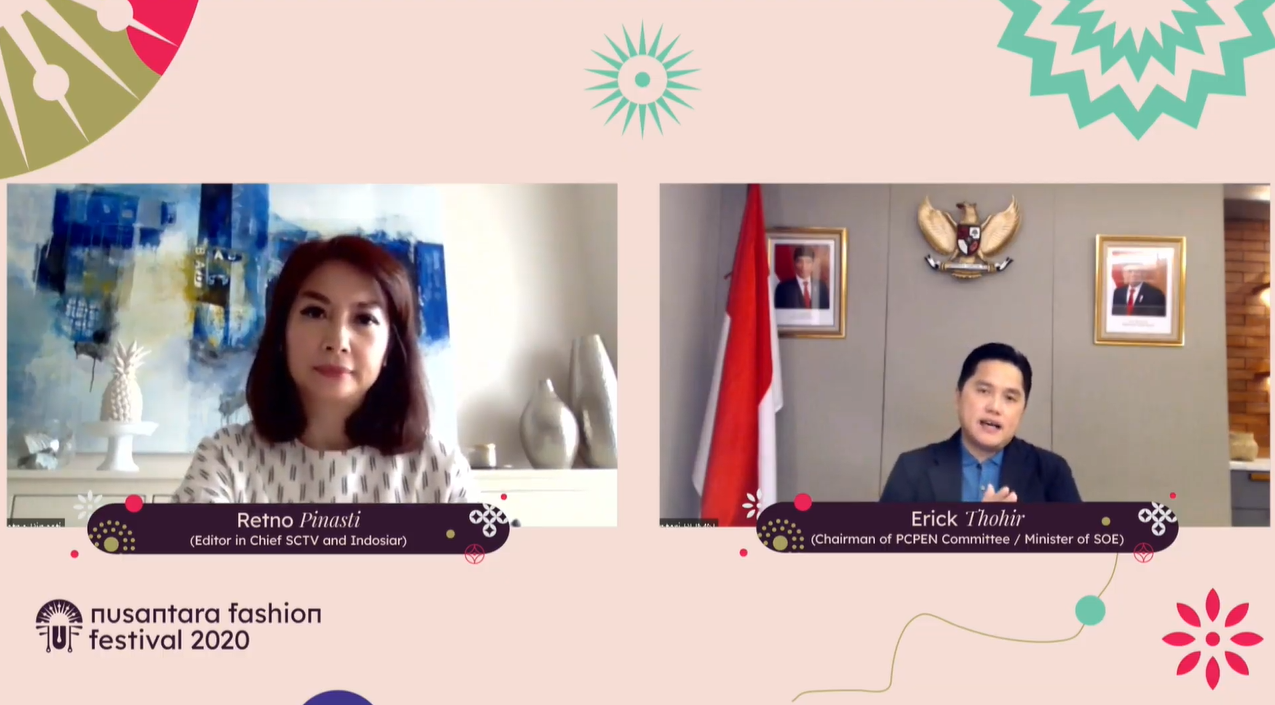 Retno Pinasti
(Editor in Chief SCTV and Indosiar)
Erick Thohir
(Chairman of PCPEN Committee / Minister of SOE)
nusantara fashion
festival 2020